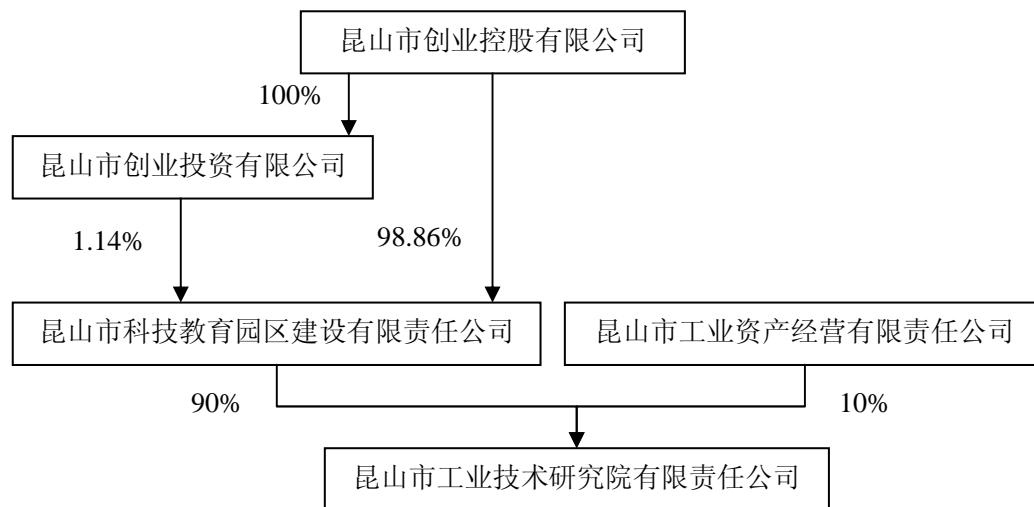 昆山市创业控股有限公司
100%
昆山市创业投资有限公司
1.14%
98.86%
昆山市科技教育园区建设有限责任公司
昆山市工业资产经营有限责任公司
90%
10%
昆山市工业技术研究院有限责任公司